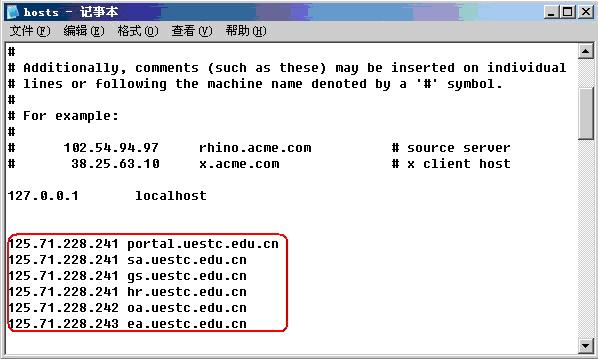 hosts - 记事本
文件(F) 编辑(E) 格式(O) 查看(V) 帮助(H)
#
# Additionally, comments (such as these) may be inserted on individual
# lines or following the machine name denoted by a '#' symbol.
#
# For example:
#
#      102.54.94.97     rhino.acme.com          # source server
#       38.25.63.10     x.acme.com              # x client host
127.0.0.1       localhost
125.71.228.241 portal.uestc.edu.cn
125.71.228.241 sa.uestc.edu.cn
125.71.228.241 gs.uestc.edu.cn
125.71.228.241 hr.uestc.edu.cn
125.71.228.242 oa.uestc.edu.cn
125.71.228.243 ea.uestc.edu.cn